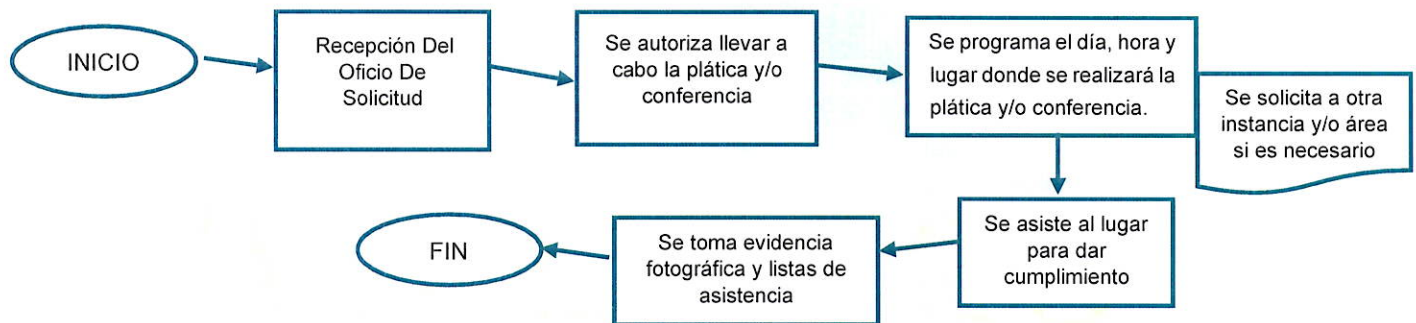 INICIO
Recepción Del
Oficio De
Solicitud
Se autoriza llevar a
cabo la plática y/o
conferencia
Se programa el día, hora y
lugar donde se realizará la
plática y/o conferencia.
Se solicita a otra
instancia y/o área
si es necesario
Se asiste al lugar
para dar
cumplimiento
Se toma evidencia
fotográfica y listas de
asistencia
FIN